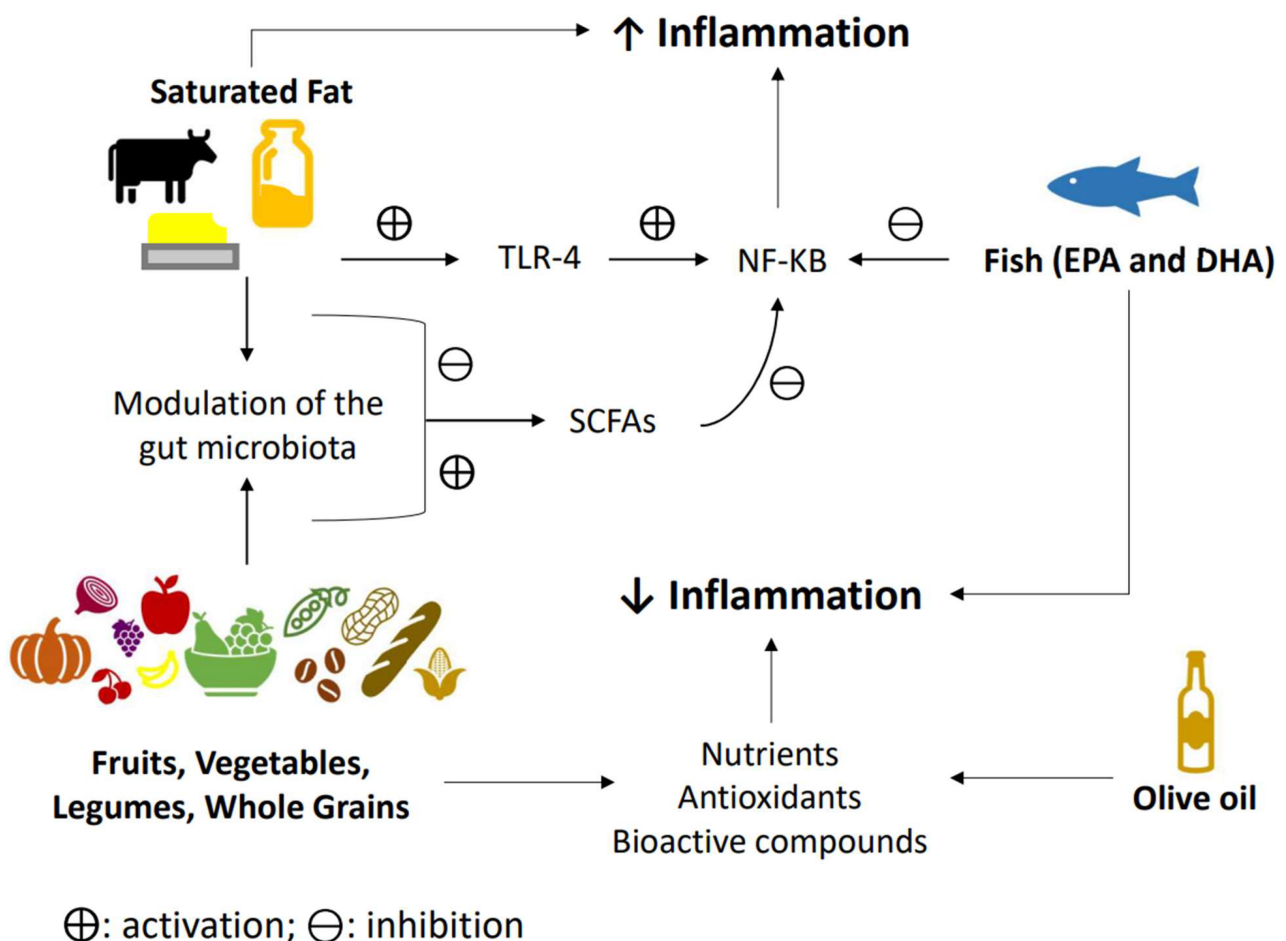 ↑ Inflammation
Saturated Fat
TLR-4
NF-KB
Fish (EPA and DHA)
Modulation of the
gut microbiota
SCFAs
↓ Inflammation
Fruits, Vegetables,
Legumes, Whole Grains
Nutrients
Antioxidants
Bioactive compounds
Olive oil
⊕: activation; ⊖: inhibition